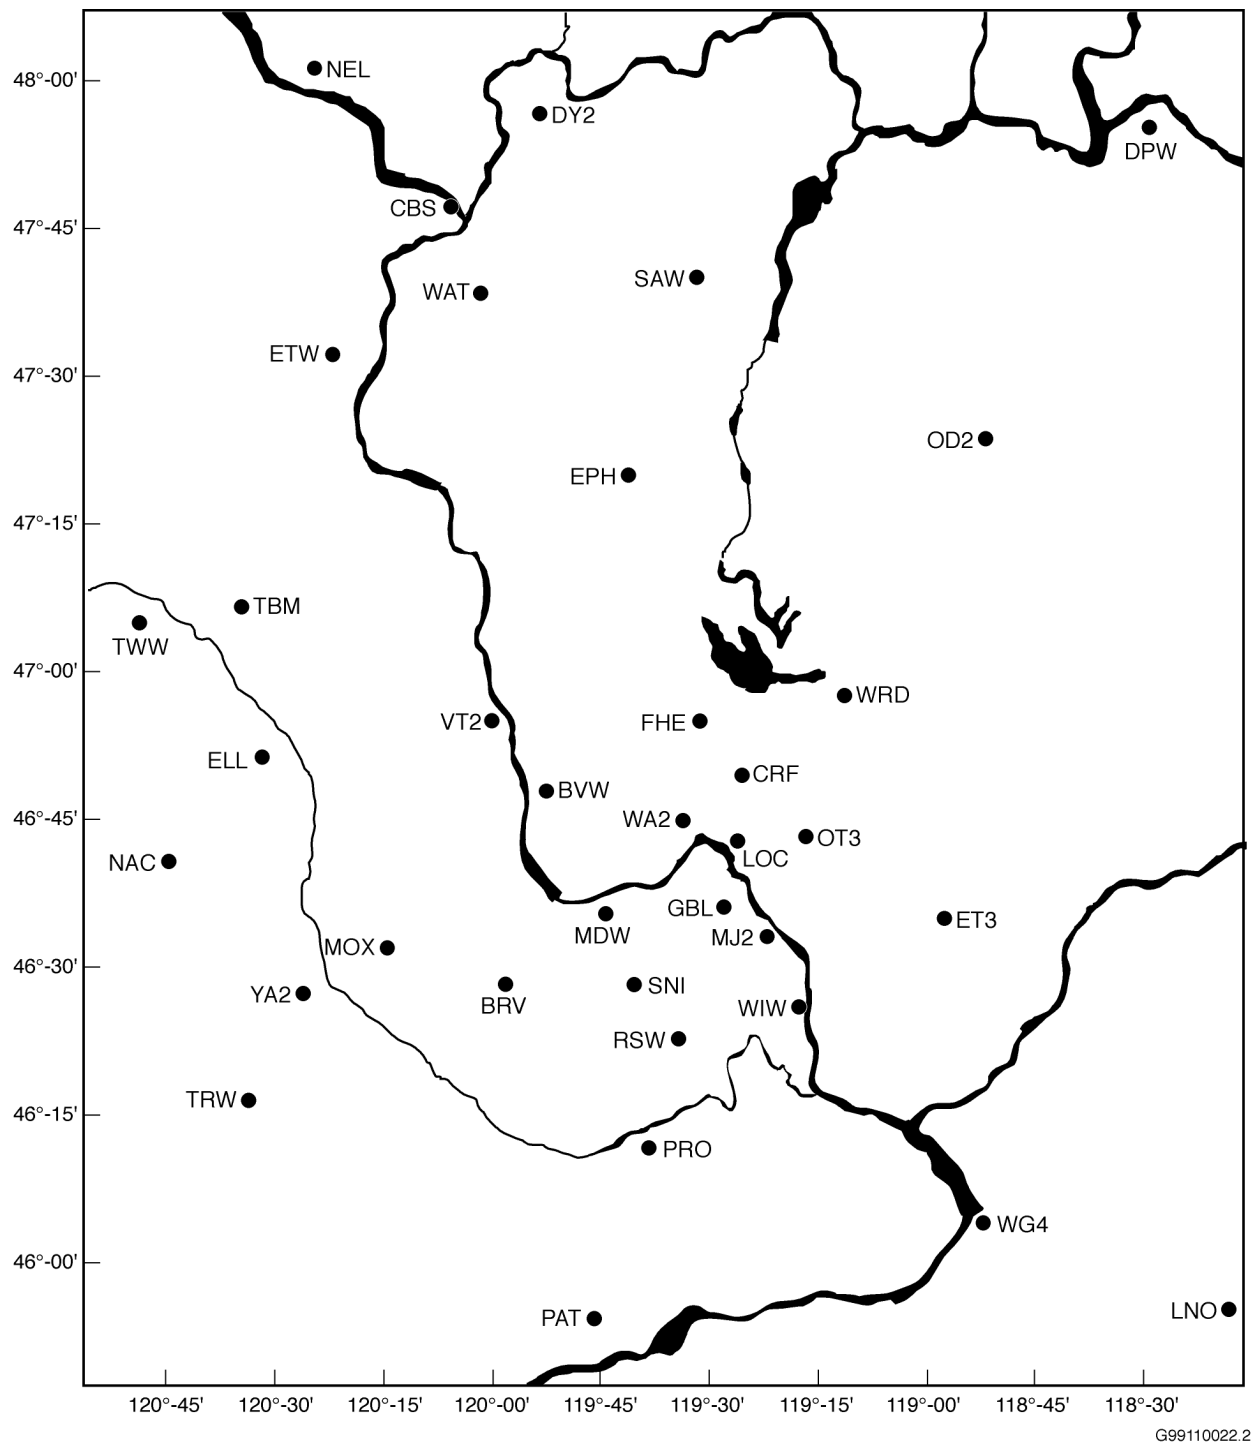 NEL
48°-00'
DY2
DPW
CBS
47°-45'
SAW
WAT
ETW
47°-30'
OD2
EPH
47°-15'
TBM
TWW
47°-00'
WRD
VT2
FHE
ELL
CRF
BVW
WA2
46°-45'
OT3
LOC
NAC
GBL
ET3
MDW
MJ2
MOX
46°-30'
SNI
YA2
BRV
WIW
RSW
TRW
46°-15'
PRO
WG4
46°-00'
LNO
PAT
120°-45' 120°-30' 120°-15' 120°-00' 119°-45' 119°-30' 119°-15' 119°-00' 118°-45' 118°-30'
G99110022.2